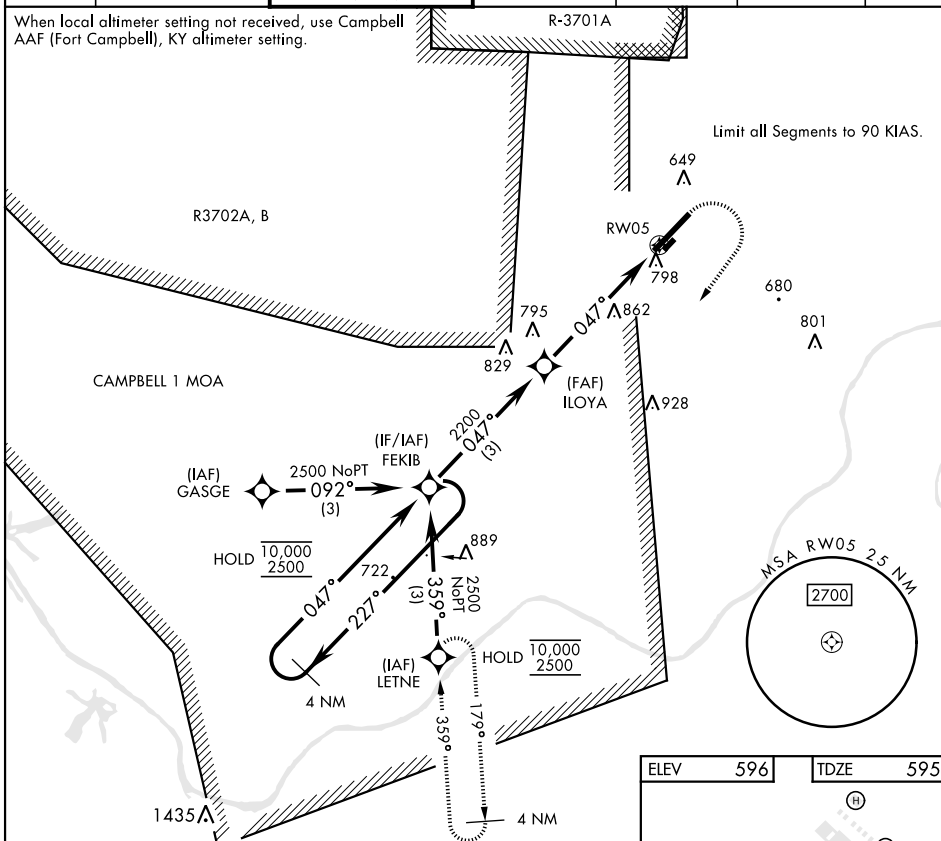 When local altimeter setting not received, use Campbell
AAF (Fort Campbell), KY altimeter setting.
R-3701A
Limit all Segments to 90 KIAS.
649
R3702A, B
RW05
798
680
795
862
801
829
047°
CAMPBELL 1 MOA
(FAF)
ILOYA
928
2200
047°
(3)
(IF/IAF)
FEKIB
(IAF)
GASGE
2500 NoPT
092°
(3)
HOLD 10,000
2500
889
722
047°
227°
359°
(3)
2500
NoPT
MSA RW05 25 NM
2700
(IAF)
LETNE
HOLD 10,000
2500
4 NM
359°
179°
4 NM
1435
ELEV 596
TDZE 595
H